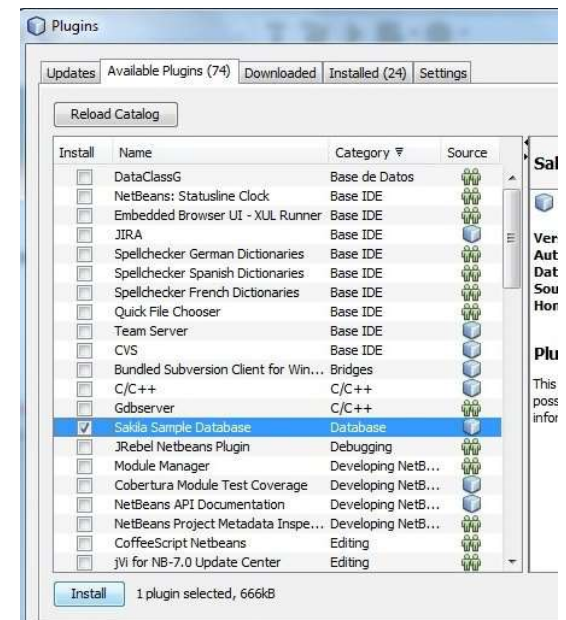 Plugins
Updates Available Plugins (74) Downloaded Installed (24) Settings
Reload Catalog
Install Name Category Source
DataClassG Base de Datos
NetBeans: Statusline Clock Base IDE
Embedded Browser UI - XUL Runner Base IDE
JIRA Base IDE
Spellchecker German Dictionaries Base IDE
Spellchecker Spanish Dictionaries Base IDE
Spellchecker French Dictionaries Base IDE
Quick File Chooser Base IDE
Team Server Base IDE
CVS Base IDE
Bundled Subversion Client for Win... Bridges
C/C++ C/C++
Gdbserver C/C++
Sakila Sample Database Database
JRebel Netbeans Plugin Debugging
Module Manager Developing NetB...
Cobertura Module Test Coverage Developing NetB...
NetBeans API Documentation Developing NetB...
NetBeans Project Metadata Inspe... Developing NetB...
CoffeeScript Netbeans Editing
jVi for NB-7.0 Update Center Editing
Sal
Ver
Aut
Dat
Sou
Hor
Plu
This
poss
infor
Install 1 plugin selected, 666kB